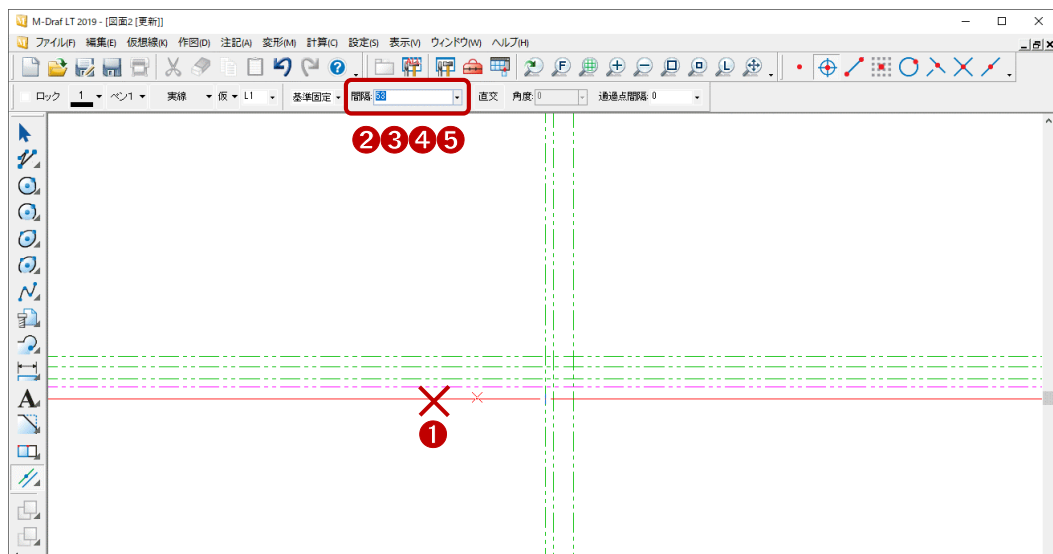 M-Draf LT 2019 - [図面2 [更新]]
ファイル(F) 編集(E) 仮想線(K) 作図(D) 注記(A) 変形(M) 計算(C) 設定(S) 表示(V) ウィンドウ(W) ヘルプ(H)
ロック 1 ペン1 実線 仮 L1 基準固定 間隔: 直交 角度: 0 通過点間隔: 0
❷❸❹❺
❶